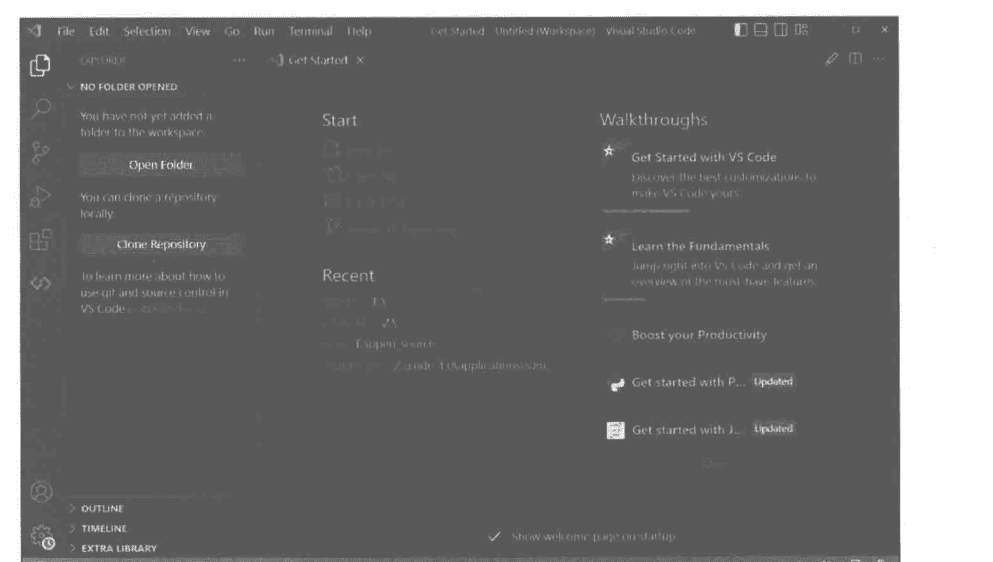 File Edit Selection View Go Run Terminal Help
Get Started - Untitled (Workspace) - Visual Studio Code
EXPLORER
Get Started
NO FOLDER OPENED
You have not yet added a
folder to the workspace.
Open Folder
You can clone a repository
locally.
Clone Repository
To learn more about how to
use git and source control in
VS Code
Start
Recent
Walkthroughs
Get Started with VS Code
Discover the best customizations to
make VS Code yours.
Learn the Fundamentals
Jump right into VS Code and get an
overview of the must-have features.
Boost your Productivity
Get started with P... Updated
Get started with J... Updated
OUTLINE
TIMELINE
EXTRA LIBRARY
Show welcome page on startup